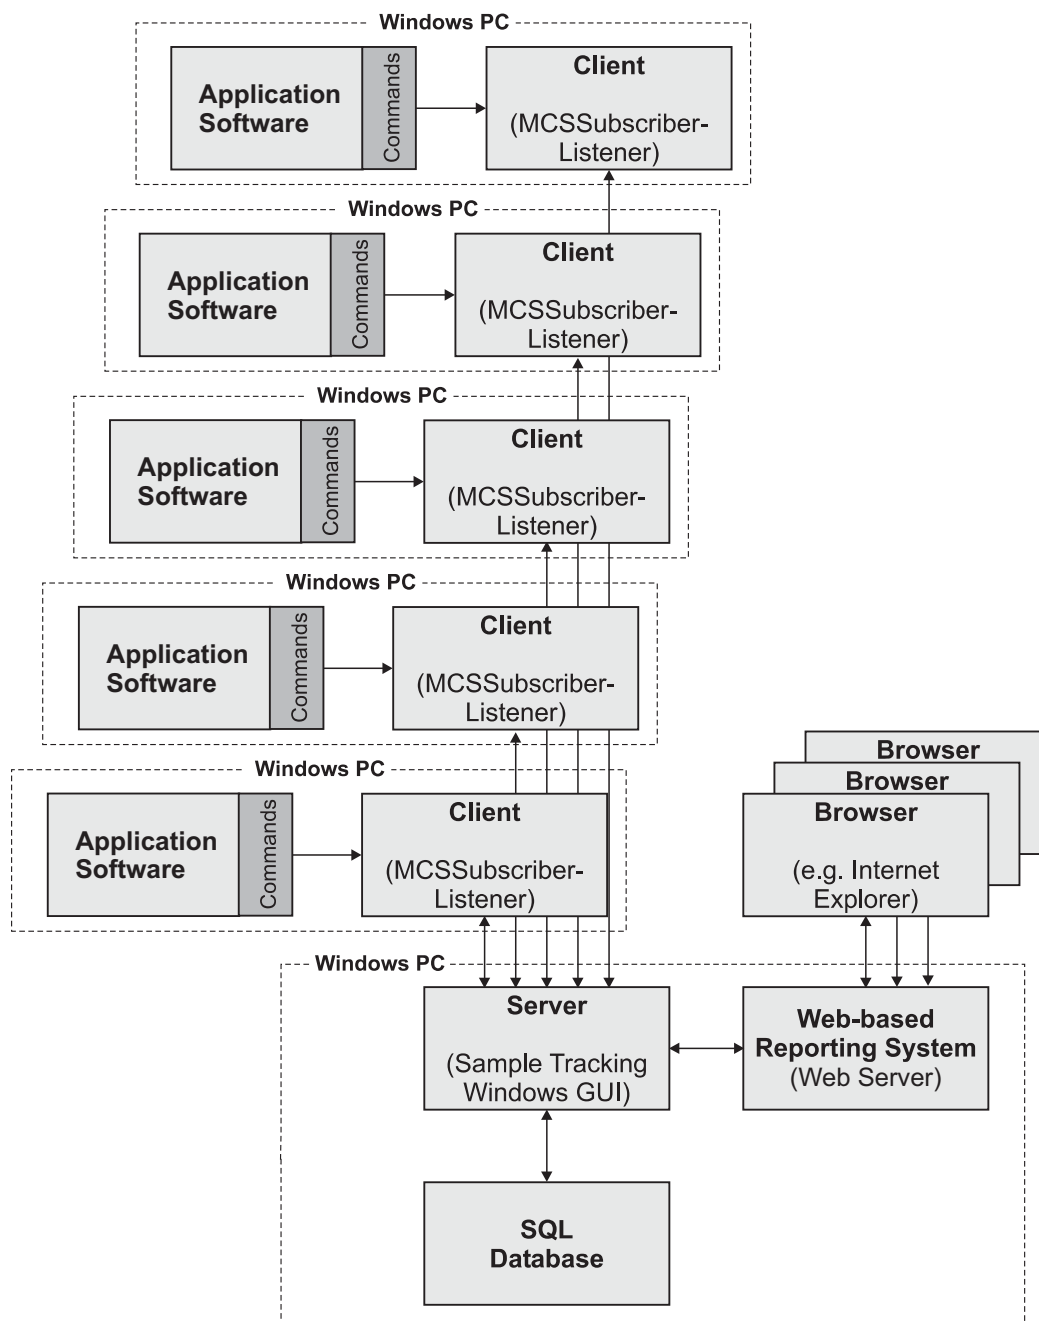 Windows PC
Application
Software
Commands
Client
(MCSSubscriber-
Listener)
Windows PC
Application
Software
Commands
Client
(MCSSubscriber-
Listener)
Windows PC
Application
Software
Commands
Client
(MCSSubscriber-
Listener)
Windows PC
Application
Software
Commands
Client
(MCSSubscriber-
Listener)
Windows PC
Application
Software
Commands
Client
(MCSSubscriber-
Listener)
Browser
Browser
Browser
(e.g. Internet
Explorer)
Windows PC
Server
(Sample Tracking
Windows GUI)
Web-based
Reporting System
(Web Server)
SQL
Database